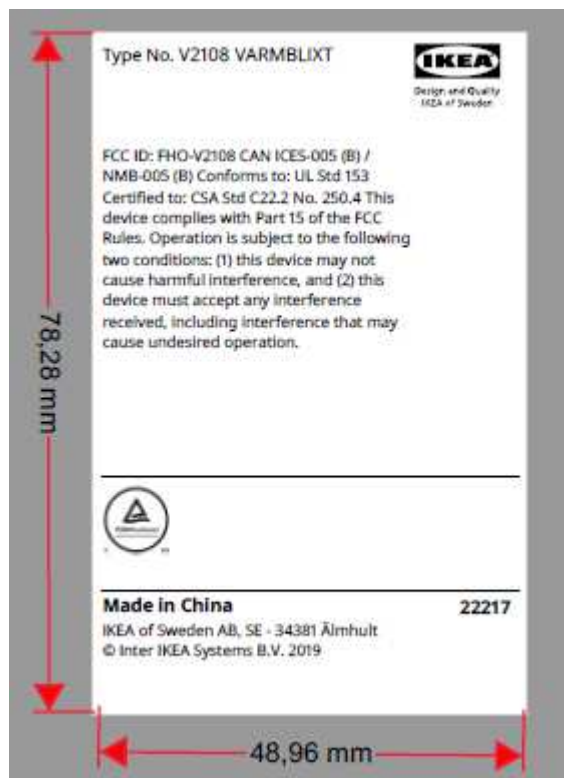 Type No. V2108 VARMBLIXT
IKEA
Design and Quality
IKEA of Sweden
FCC ID: FHO-V2108 CAN ICES-005 (B) /
NMB-005 (B) Conforms to: UL Std 153
Certified to: CSA Std C22.2 No. 250.4 This
device complies with Part 15 of the FCC
Rules. Operation is subject to the following
two conditions: (1) this device may not
cause harmful interference, and (2) this
device must accept any interference
received, including interference that may
cause undesired operation.
78,28 mm
Made in China
22217
IKEA of Sweden AB, SE - 34381 Älmhult
© Inter IKEA Systems B.V. 2019
48,96 mm